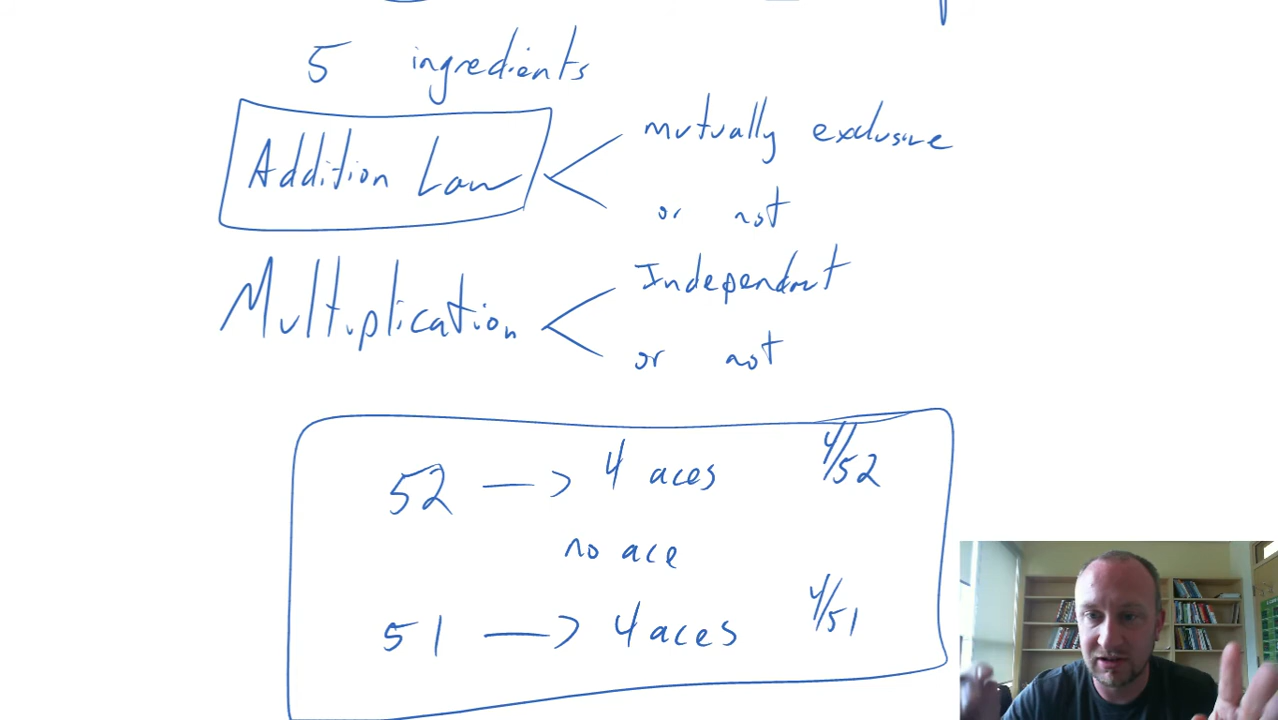 5 ingredients
Addition Law
mutually exclusive
or not
Multiplication
Independent
or not
52 —> 4 aces 4/52
no ace
51 —> 4 aces 4/51